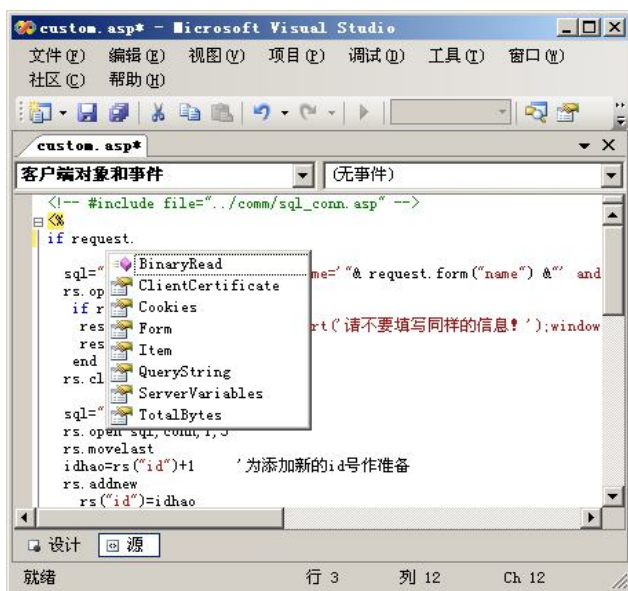 custom.asp* - Microsoft Visual Studio
文件(F) 编辑(E) 视图(V) 项目(P) 调试(D) 工具(T) 窗口(W)
社区(C) 帮助(H)
custom.asp*
客户端对象和事件 (无事件)
<!-- #include file="../comm/sql_conn.asp" -->
<%
if request.
BinaryRead
ClientCertificate
Cookies
Form
Item
QueryString
ServerVariables
TotalBytes
sql=" me='"& request.form("name") &"' and
rs.op
if r
res rt('请不要填写同样的信息!');window
res
end
rs.cl
sql="
rs.open sql,conn,1,3
rs.movelast
idhao=rs("id")+1 '为添加新的id号作准备
rs.addnew
rs("id")=idhao
设计 源
就绪 行 3 列 12 Ch 12